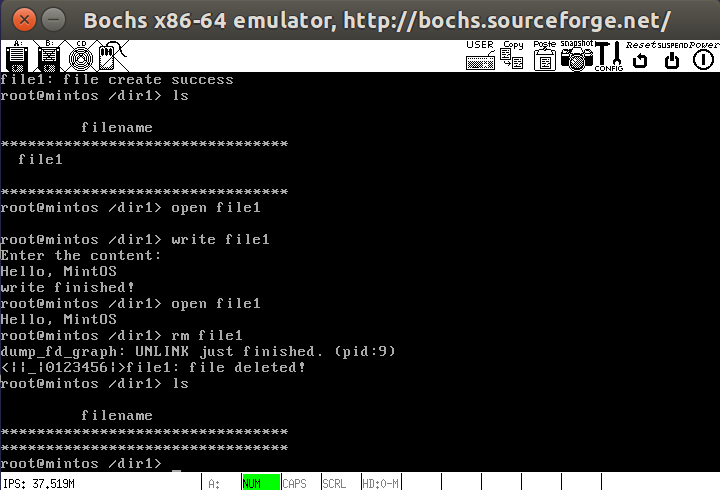 Bochs x86-64 emulator, http://bochs.sourceforge.net/
A: B: CD USER Copy Paste snapshot CONFIG Reset SUSPEND Power
file1: file create success
root@mintos /dir1> ls
filename
********************************
file1
********************************
root@mintos /dir1> open file1
root@mintos /dir1> write file1
Enter the content:
Hello, MintOS
write finished!
root@mintos /dir1> open file1
Hello, MintOS
root@mintos /dir1> rm file1
dump_fd_graph: UNLINK just finished. (pid:9)
<||_|0123456|>file1: file deleted!
root@mintos /dir1> ls
filename
********************************
********************************
root@mintos /dir1> _
IPS: 37.519M A: NUM CAPS SCRL HD:0-M